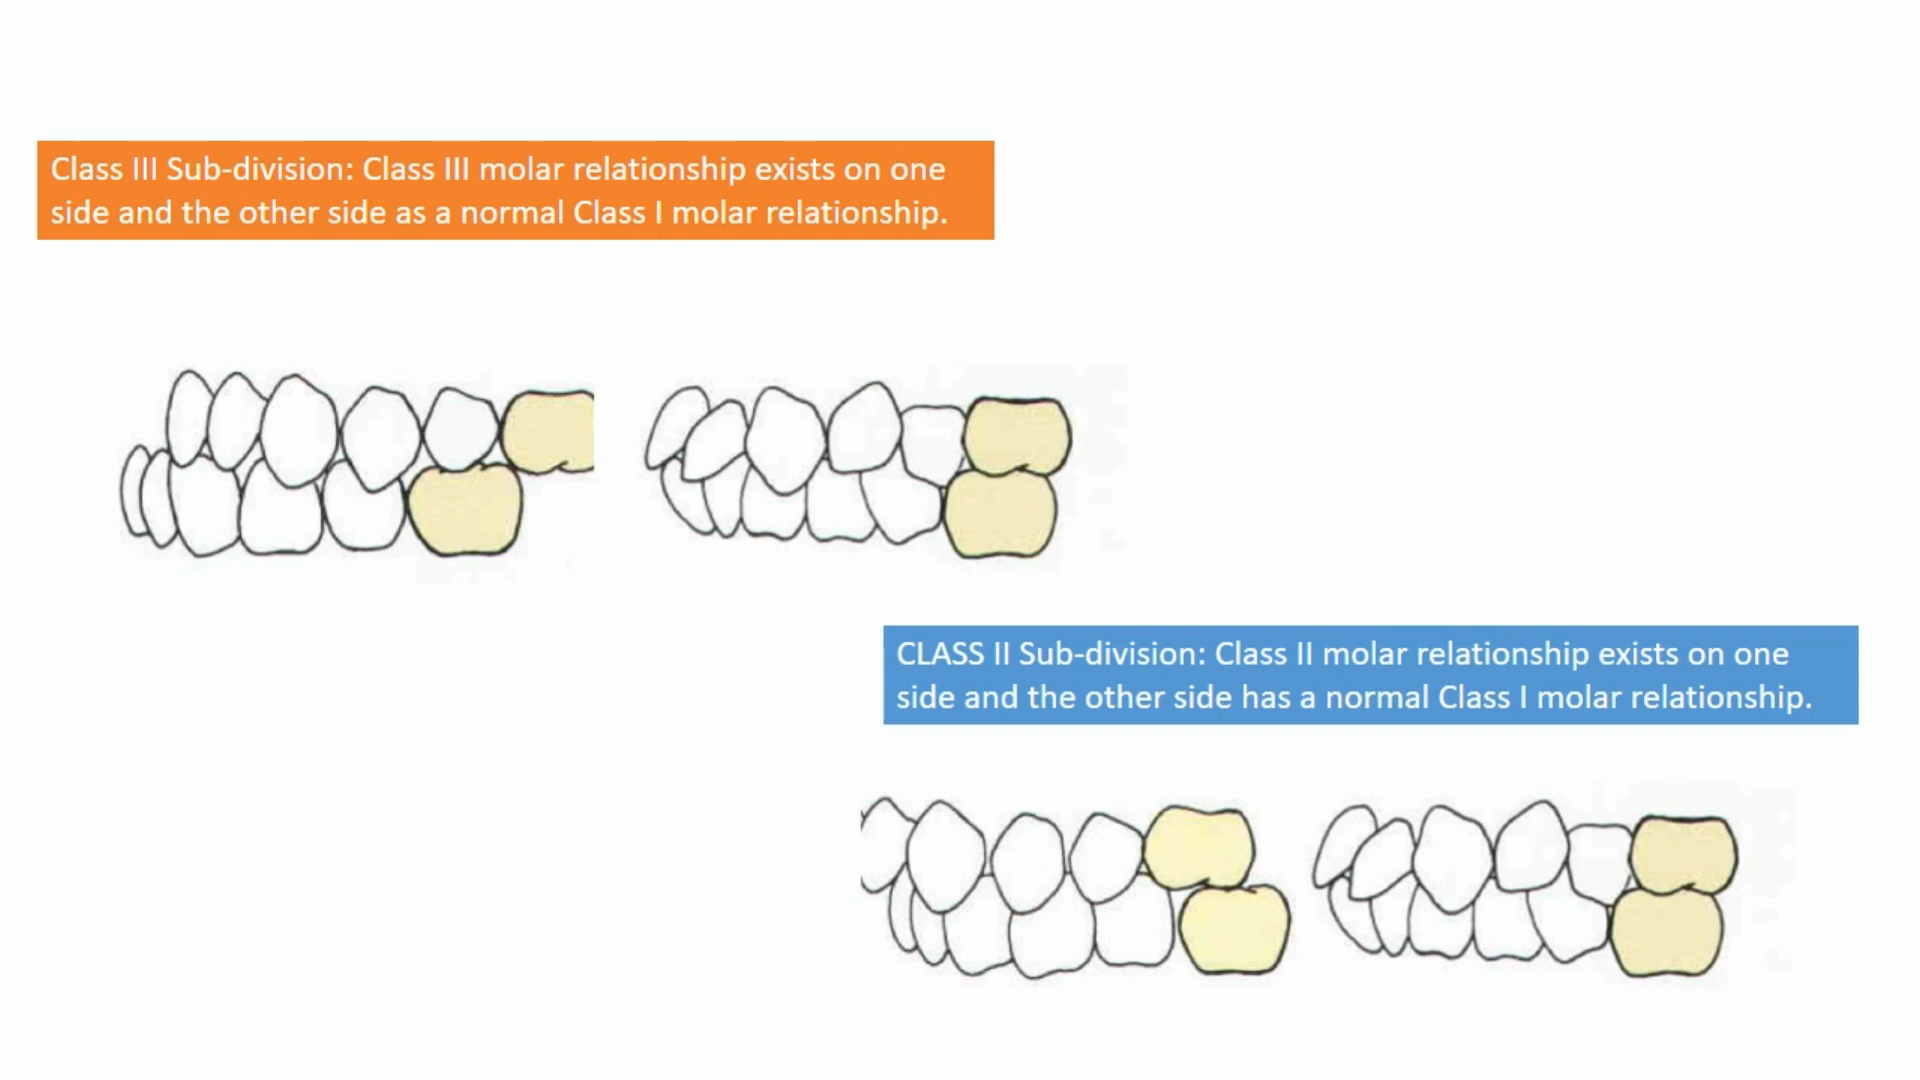 Class III Sub-division: Class III molar relationship exists on one
side and the other side as a normal Class I molar relationship.
CLASS II Sub-division: Class II molar relationship exists on one
side and the other side has a normal Class I molar relationship.